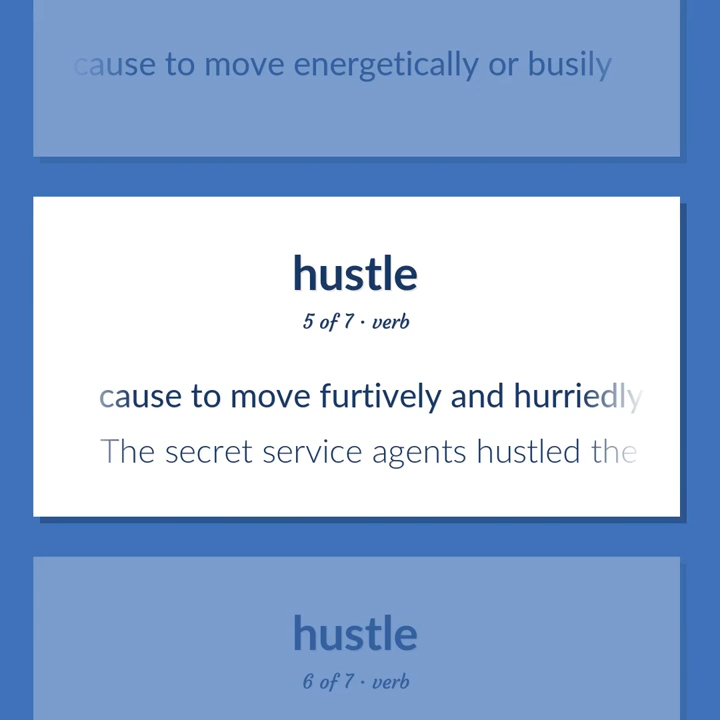 cause to move energetically or busily
hustle
5 of 7 · verb
cause to move furtively and hurriedly
The secret service agents hustled the
hustle
6 of 7 · verb